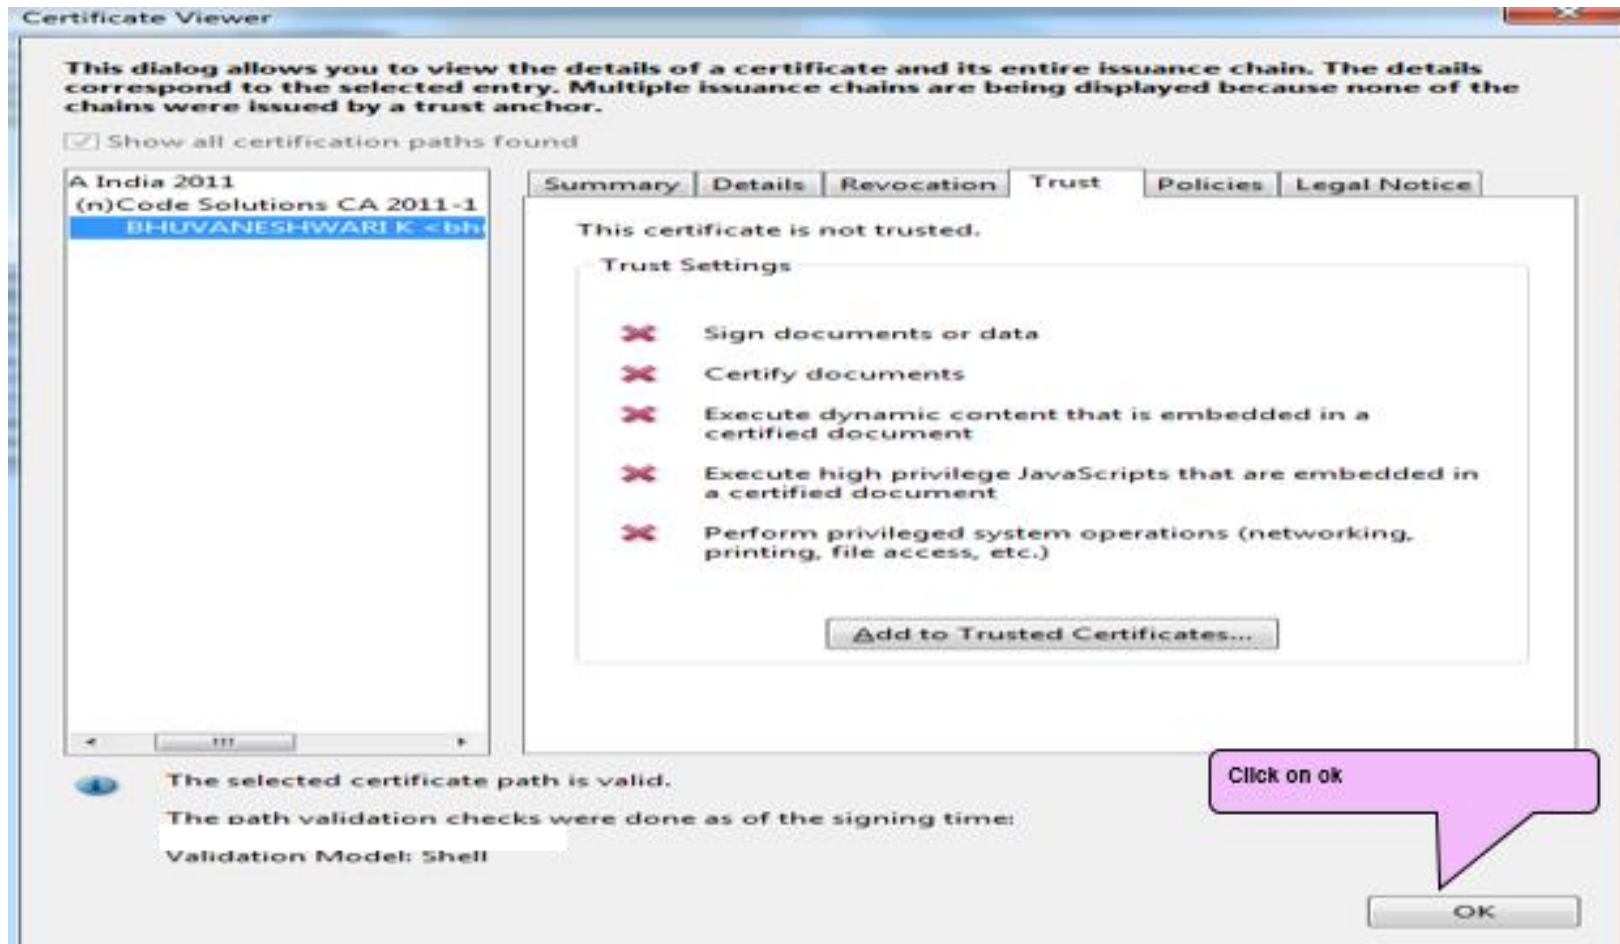 Certificate Viewer
This dialog allows you to view the details of a certificate and its entire issuance chain. The details
correspond to the selected entry. Multiple issuance chains are being displayed because none of the
chains were issued by a trust anchor.
Show all certification paths found
A India 2011
(n)Code Solutions CA 2011-1
BHUVANESHWARI K <bh
Summary Details Revocation Trust Policies Legal Notice
This certificate is not trusted.
Trust Settings
Sign documents or data
Certify documents
Execute dynamic content that is embedded in a
certified document
Execute high privilege JavaScripts that are embedded in
a certified document
Perform privileged system operations (networking,
printing, file access, etc.)
Add to Trusted Certificates...
The selected certificate path is valid.
The path validation checks were done as of the signing time:
Validation Model: Shell
Click on ok
OK